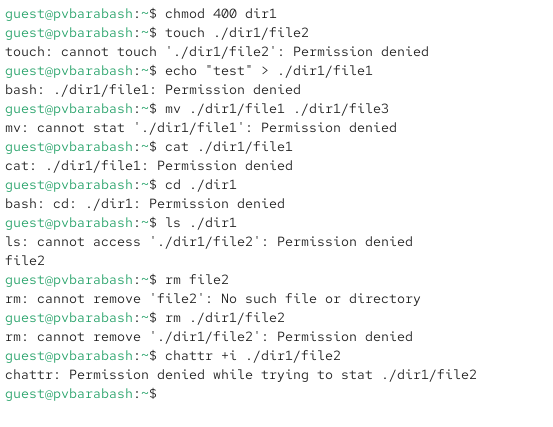 guest@pvbarabash:~$ chmod 400 dir1
guest@pvbarabash:~$ touch ./dir1/file2
touch: cannot touch './dir1/file2': Permission denied
guest@pvbarabash:~$ echo "test" > ./dir1/file1
bash: ./dir1/file1: Permission denied
guest@pvbarabash:~$ mv ./dir1/file1 ./dir1/file3
mv: cannot stat './dir1/file1': Permission denied
guest@pvbarabash:~$ cat ./dir1/file1
cat: ./dir1/file1: Permission denied
guest@pvbarabash:~$ cd ./dir1
bash: cd: ./dir1: Permission denied
guest@pvbarabash:~$ ls ./dir1
ls: cannot access './dir1/file2': Permission denied
file2
guest@pvbarabash:~$ rm file2
rm: cannot remove 'file2': No such file or directory
guest@pvbarabash:~$ rm ./dir1/file2
rm: cannot remove './dir1/file2': Permission denied
guest@pvbarabash:~$ chattr +i ./dir1/file2
chattr: Permission denied while trying to stat ./dir1/file2
guest@pvbarabash:~$